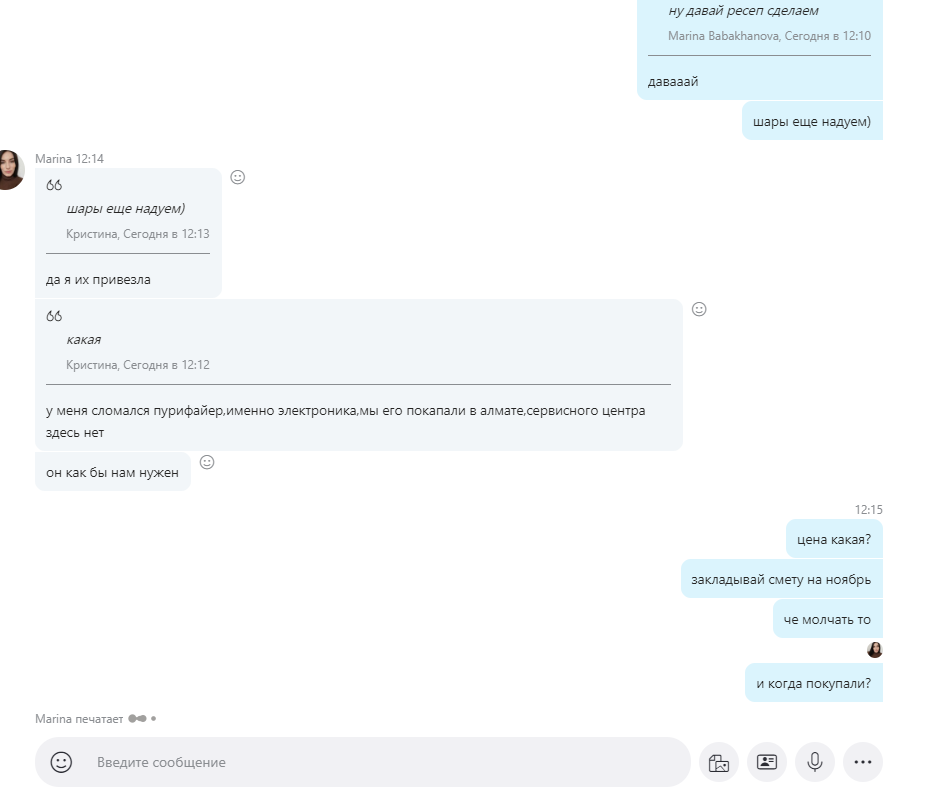 ну давай ресеп сделаем
Marina Babakhanova, Сегодня в 12:10
давааай
шары еще надуем)
Marina 12:14
шары еще надуем)
Кристина, Сегодня в 12:13
да я их привезла
какая
Кристина, Сегодня в 12:12
у меня сломался пурифайер,именно электроника,мы его покапали в алмате,сервисного центра
здесь нет
он как бы нам нужен
12:15
цена какая?
закладывай смету на ноябрь
че молчать то
и когда покупали?
Marina печатает
Введите сообщение